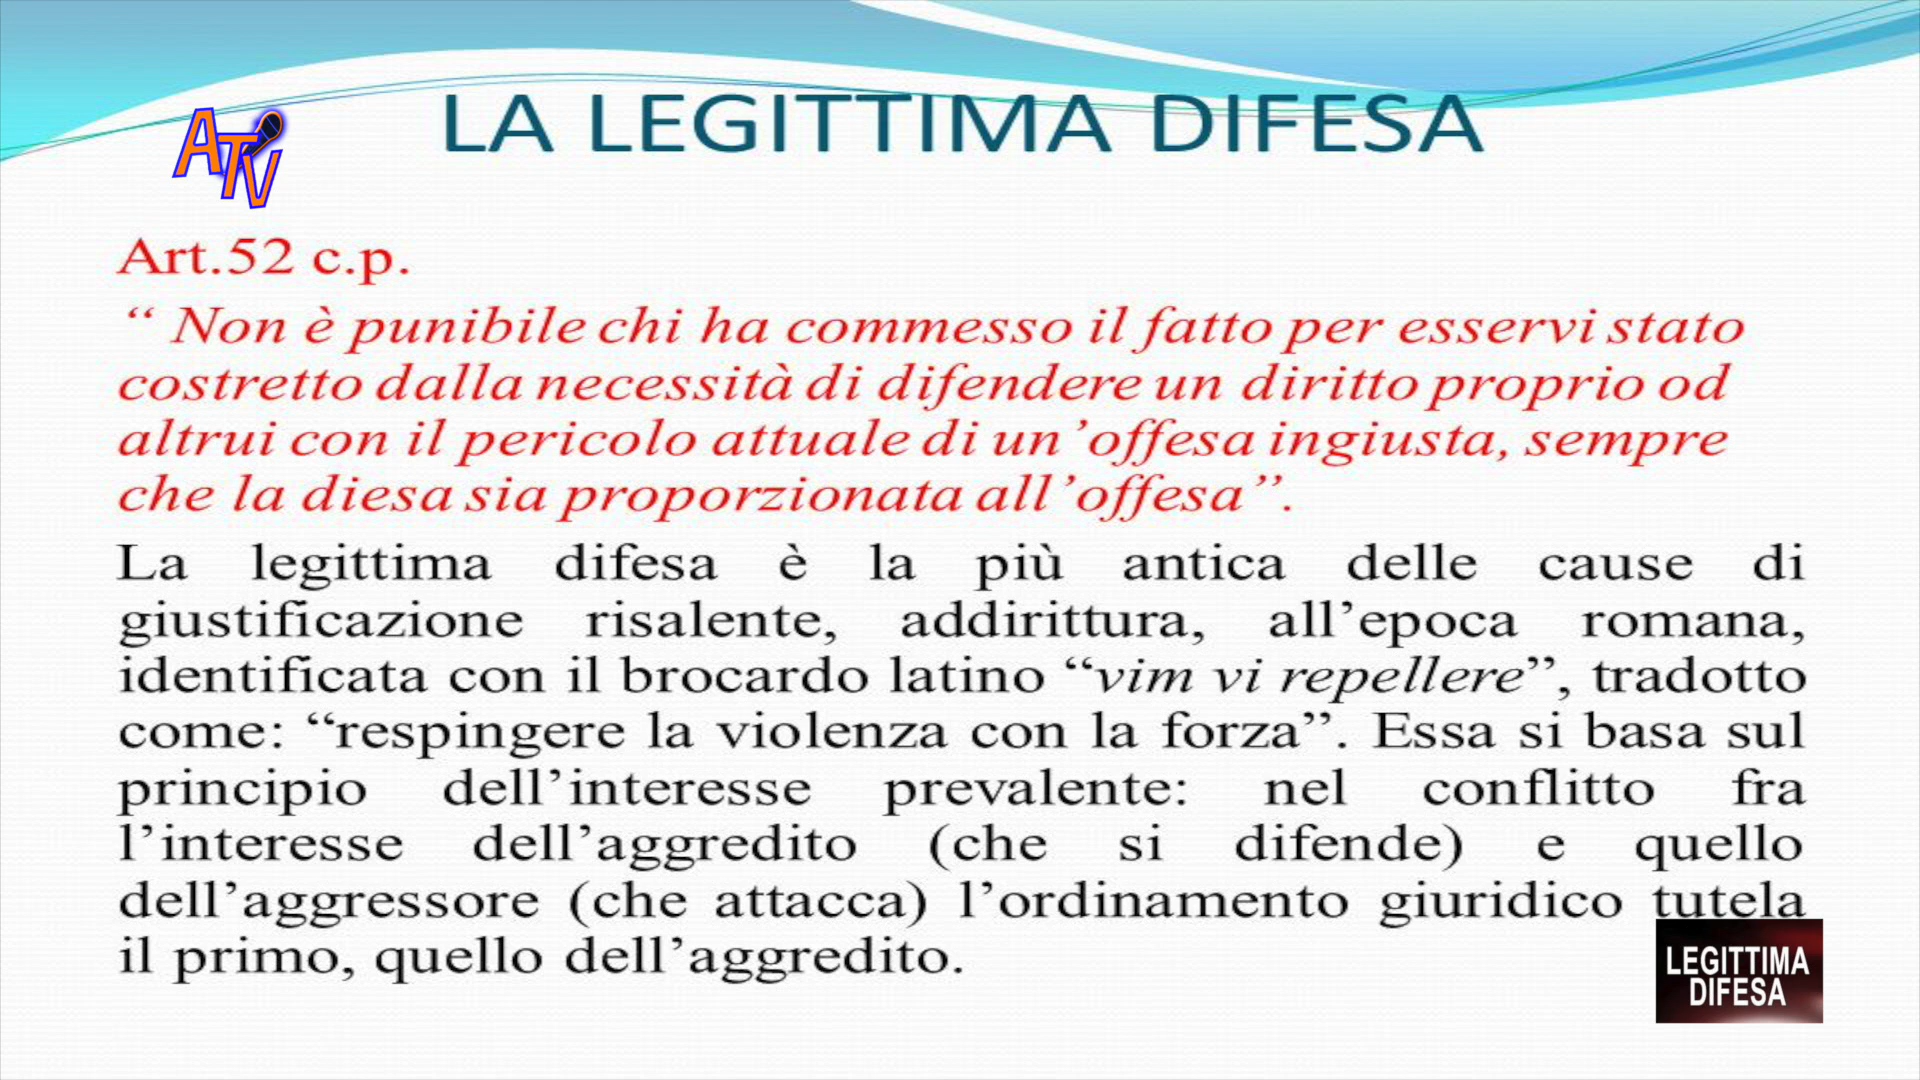 LA LEGITTIMA DIFESA
ATV
Art.52 c.p.
“ Non è punibile chi ha commesso il fatto per esservi stato
costretto dalla necessità di difendere un diritto proprio od
altrui con il pericolo attuale di un’offesa ingiusta, sempre
che la diesa sia proporzionata all’offesa”.
La legittima difesa è la più antica delle cause di
giustificazione risalente, addirittura, all’epoca romana,
identificata con il brocardo latino “vim vi repellere”, tradotto
come: “respingere la violenza con la forza”. Essa si basa sul
principio dell’interesse prevalente: nel conflitto fra
l’interesse dell’aggredito (che si difende) e quello
dell’aggressore (che attacca) l’ordinamento giuridico tutela
il primo, quello dell’aggredito.
LEGITTIMA
DIFESA